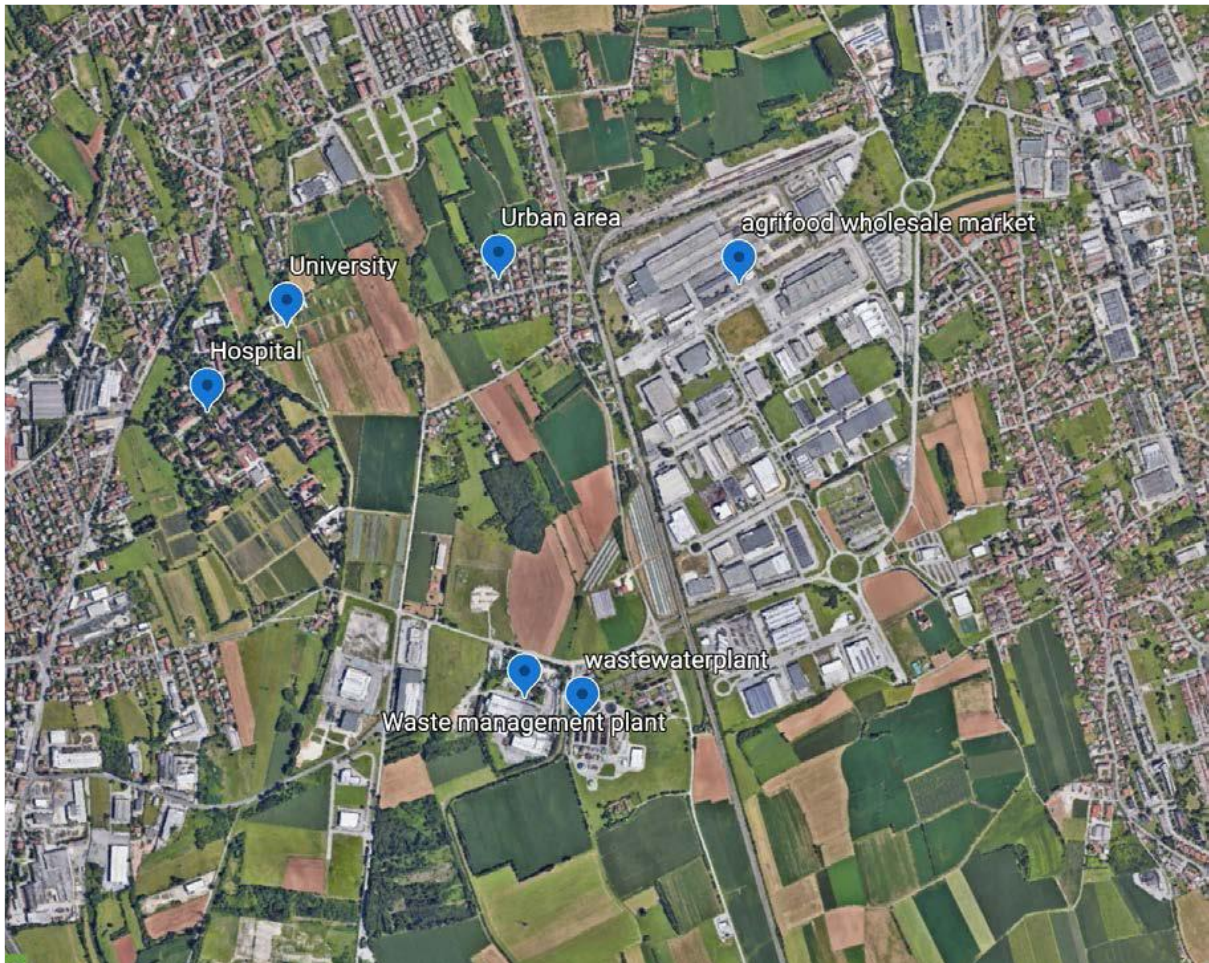 Urban area
agrifood wholesale market
University
Hospital
wastewaterplant
Waste management plant